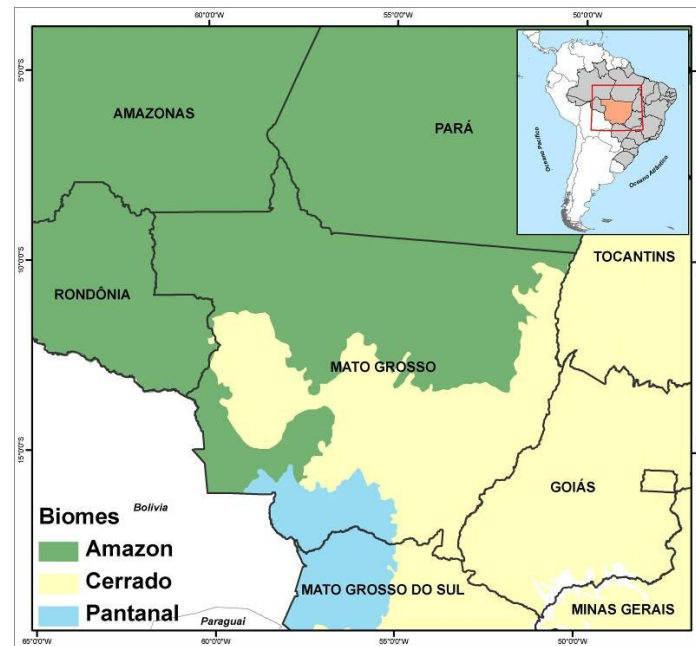 60°0'0"W
55°0'0"W
50°0'0"W
5°0'0"S
10°0'0"S
15°0'0"S
AMAZONAS
PARÁ
Oceano Pacífico
Oceano Atlântico
TOCANTINS
RONDÔNIA
MATO GROSSO
GOIÁS
Bolívia
Biomes
Amazon
Cerrado
Pantanal
MATO GROSSO DO SUL
MINAS GERAIS
Paraguai
65°0'0"W
60°0'0"W
55°0'0"W
50°0'0"W